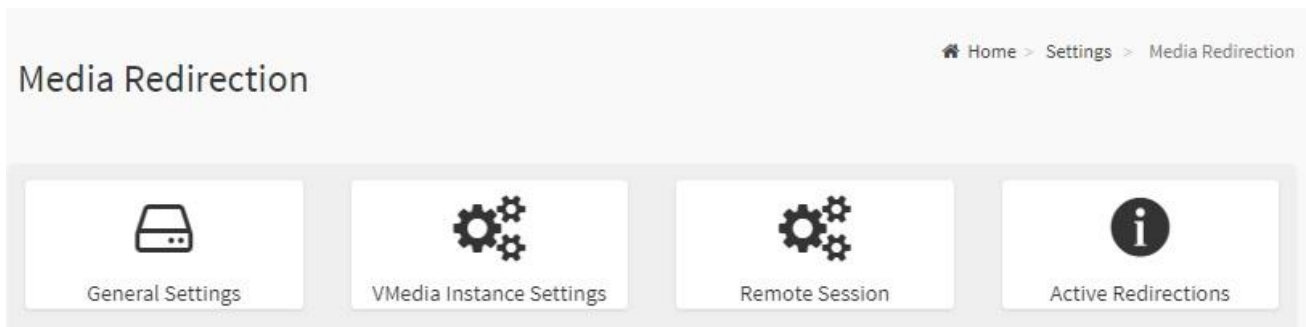 Home > Settings > Media Redirection
Media Redirection
General Settings
VMedia Instance Settings
Remote Session
Active Redirections